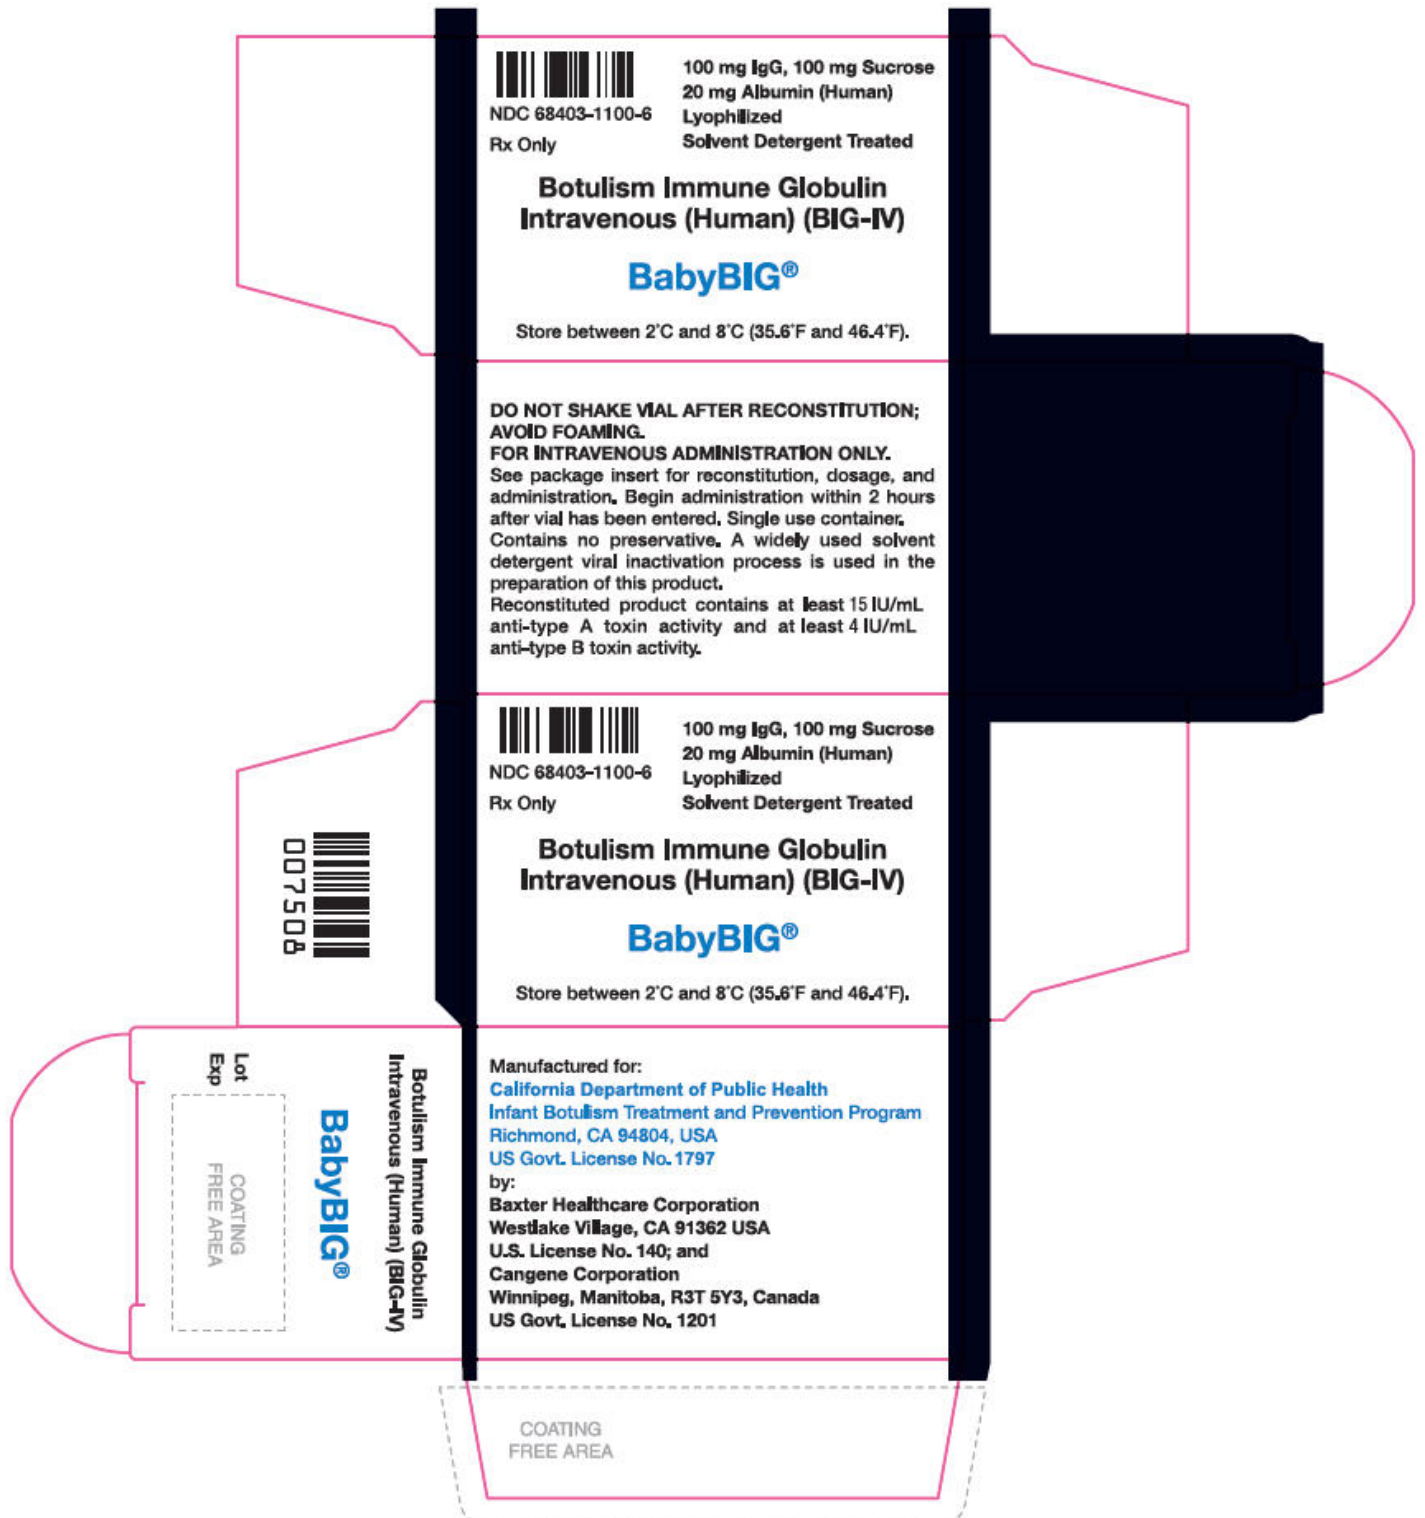 NDC 68403-1100-6
Rx Only
100 mg IgG, 100 mg Sucrose
20 mg Albumin (Human)
Lyophilized
Solvent Detergent Treated
Botulism Immune Globulin
Intravenous (Human) (BIG-IV)
BabyBIG®
Store between 2°C and 8°C (35.6°F and 46.4°F).
DO NOT SHAKE VIAL AFTER RECONSTITUTION;
AVOID FOAMING.
FOR INTRAVENOUS ADMINISTRATION ONLY.
See package insert for reconstitution, dosage, and
administration. Begin administration within 2 hours
after vial has been entered. Single use container.
Contains no preservative. A widely used solvent
detergent viral inactivation process is used in the
preparation of this product.
Reconstituted product contains at least 15 IU/mL
anti-type A toxin activity and at least 4 IU/mL
anti-type B toxin activity.
NDC 68403-1100-6
Rx Only
100 mg IgG, 100 mg Sucrose
20 mg Albumin (Human)
Lyophilized
Solvent Detergent Treated
Botulism Immune Globulin
Intravenous (Human) (BIG-IV)
BabyBIG®
Store between 2°C and 8°C (35.6°F and 46.4°F).
007508
Botulism Immune Globulin
Intravenous (Human) (BIG-IV)
BabyBIG®
Lot
Exp
COATING
FREE AREA
Manufactured for:
California Department of Public Health
Infant Botulism Treatment and Prevention Program
Richmond, CA 94804, USA
US Govt. License No. 1797
by:
Baxter Healthcare Corporation
Westlake Village, CA 91362 USA
U.S. License No. 140; and
Cangene Corporation
Winnipeg, Manitoba, R3T 5Y3, Canada
US Govt. License No. 1201
COATING
FREE AREA